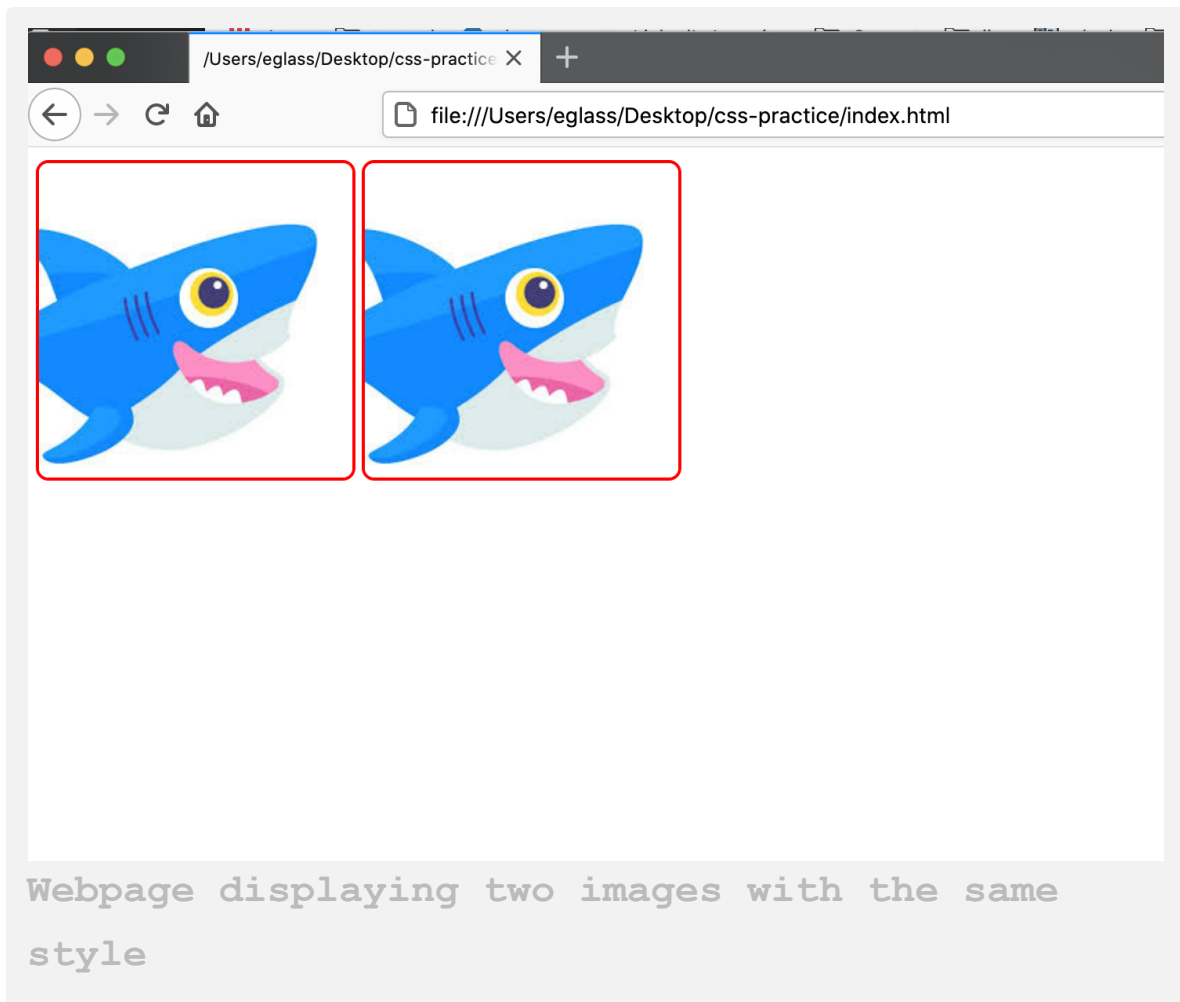 /Users/eglass/Desktop/css-practice
file:///Users/eglass/Desktop/css-practice/index.html
Webpage displaying two images with the same
style